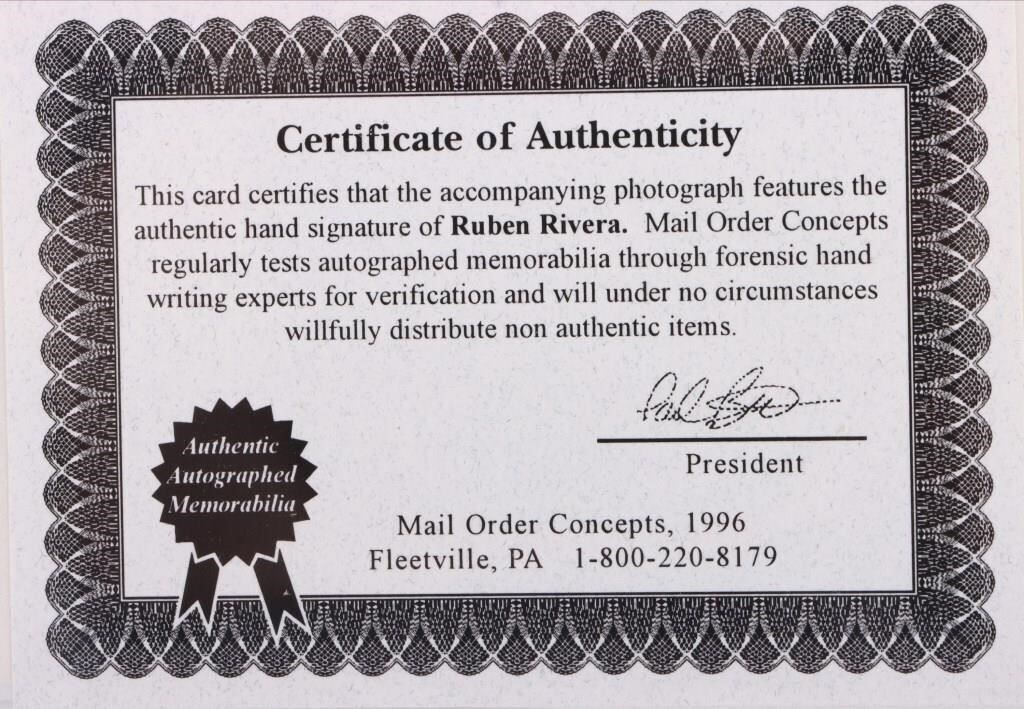 Certificate of Authenticity
This card certifies that the accompanying photograph features the
authentic hand signature of Ruben Rivera. Mail Order Concepts
regularly tests autographed memorabilia through forensic hand
writing experts for verification and will under no circumstances
willfully distribute non authentic items.
Authentic
Autographed
Memorabilia
President
Mail Order Concepts, 1996
Fleetville, PA 1-800-220-8179